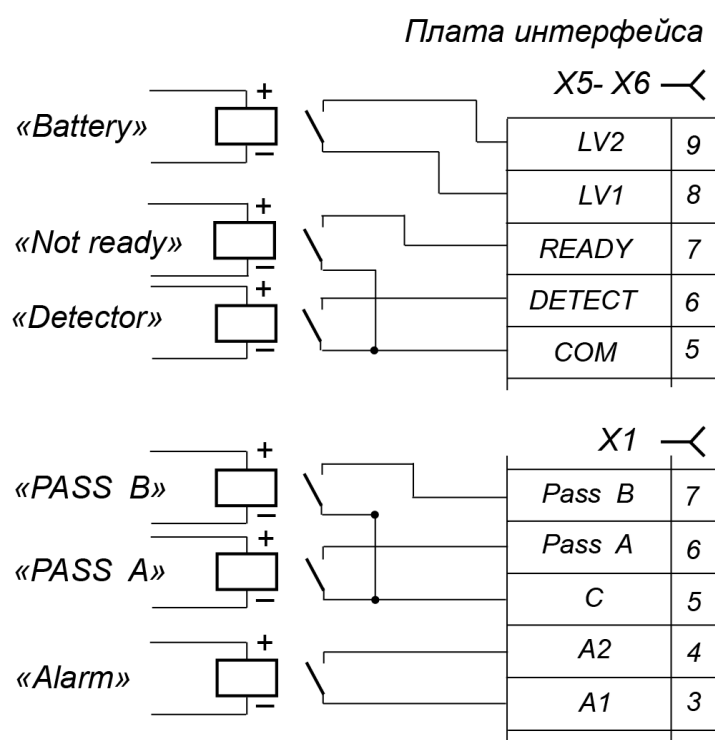 Плата интерфейса
X5- X6
«Battery»
+
−
LV2 9
LV1 8
«Not ready»
+
−
READY 7
«Detector»
+
−
DETECT 6
COM 5
X1
«PASS B»
+
−
Pass B 7
«PASS A»
+
−
Pass A 6
C 5
«Alarm»
+
−
A2 4
A1 3